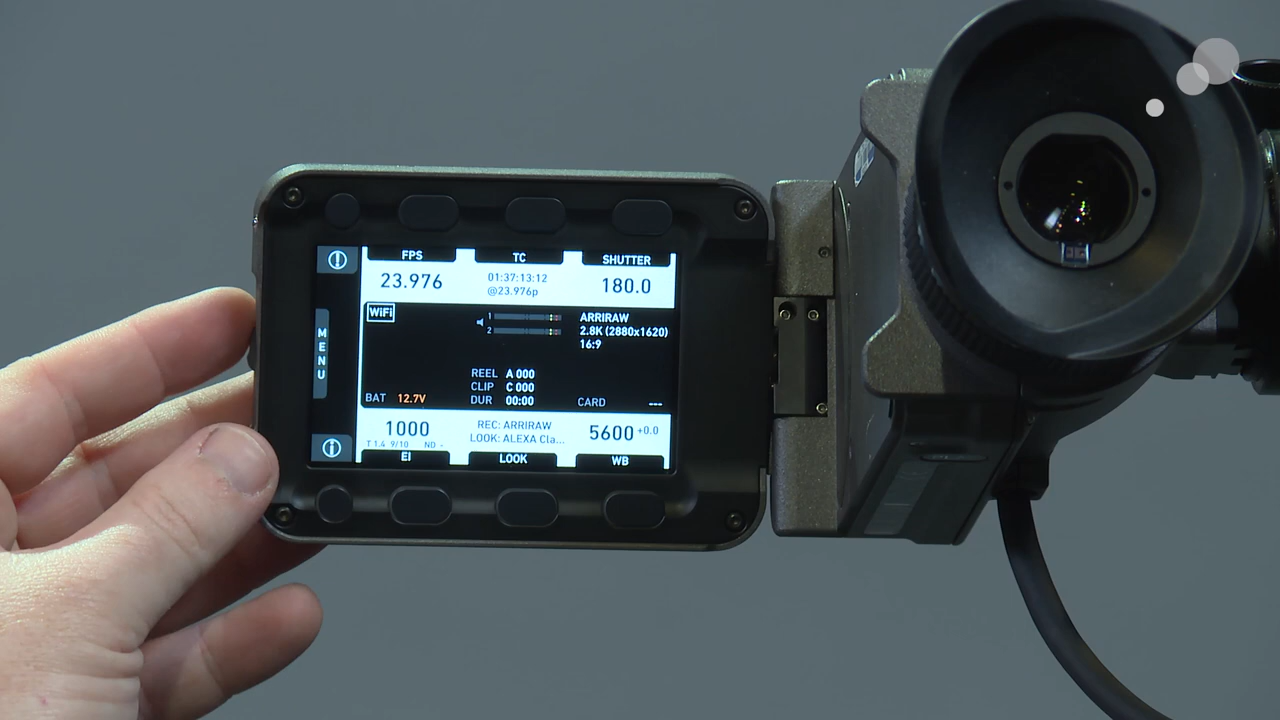 FPS TC SHUTTER
23.976 01:37:13:12 180.0
@23.976p
WiFi 1 ARRIRAW
2 2.8K (2880x1620)
16:9
MENU
REEL A 000
CLIP C 000
BAT 12.7V DUR 00:00 CARD ---
1000 REC: ARRIRAW 5600 +0.0
T 1.4 9/10 ND - LOOK: ALEXA Cla...
EI LOOK WB